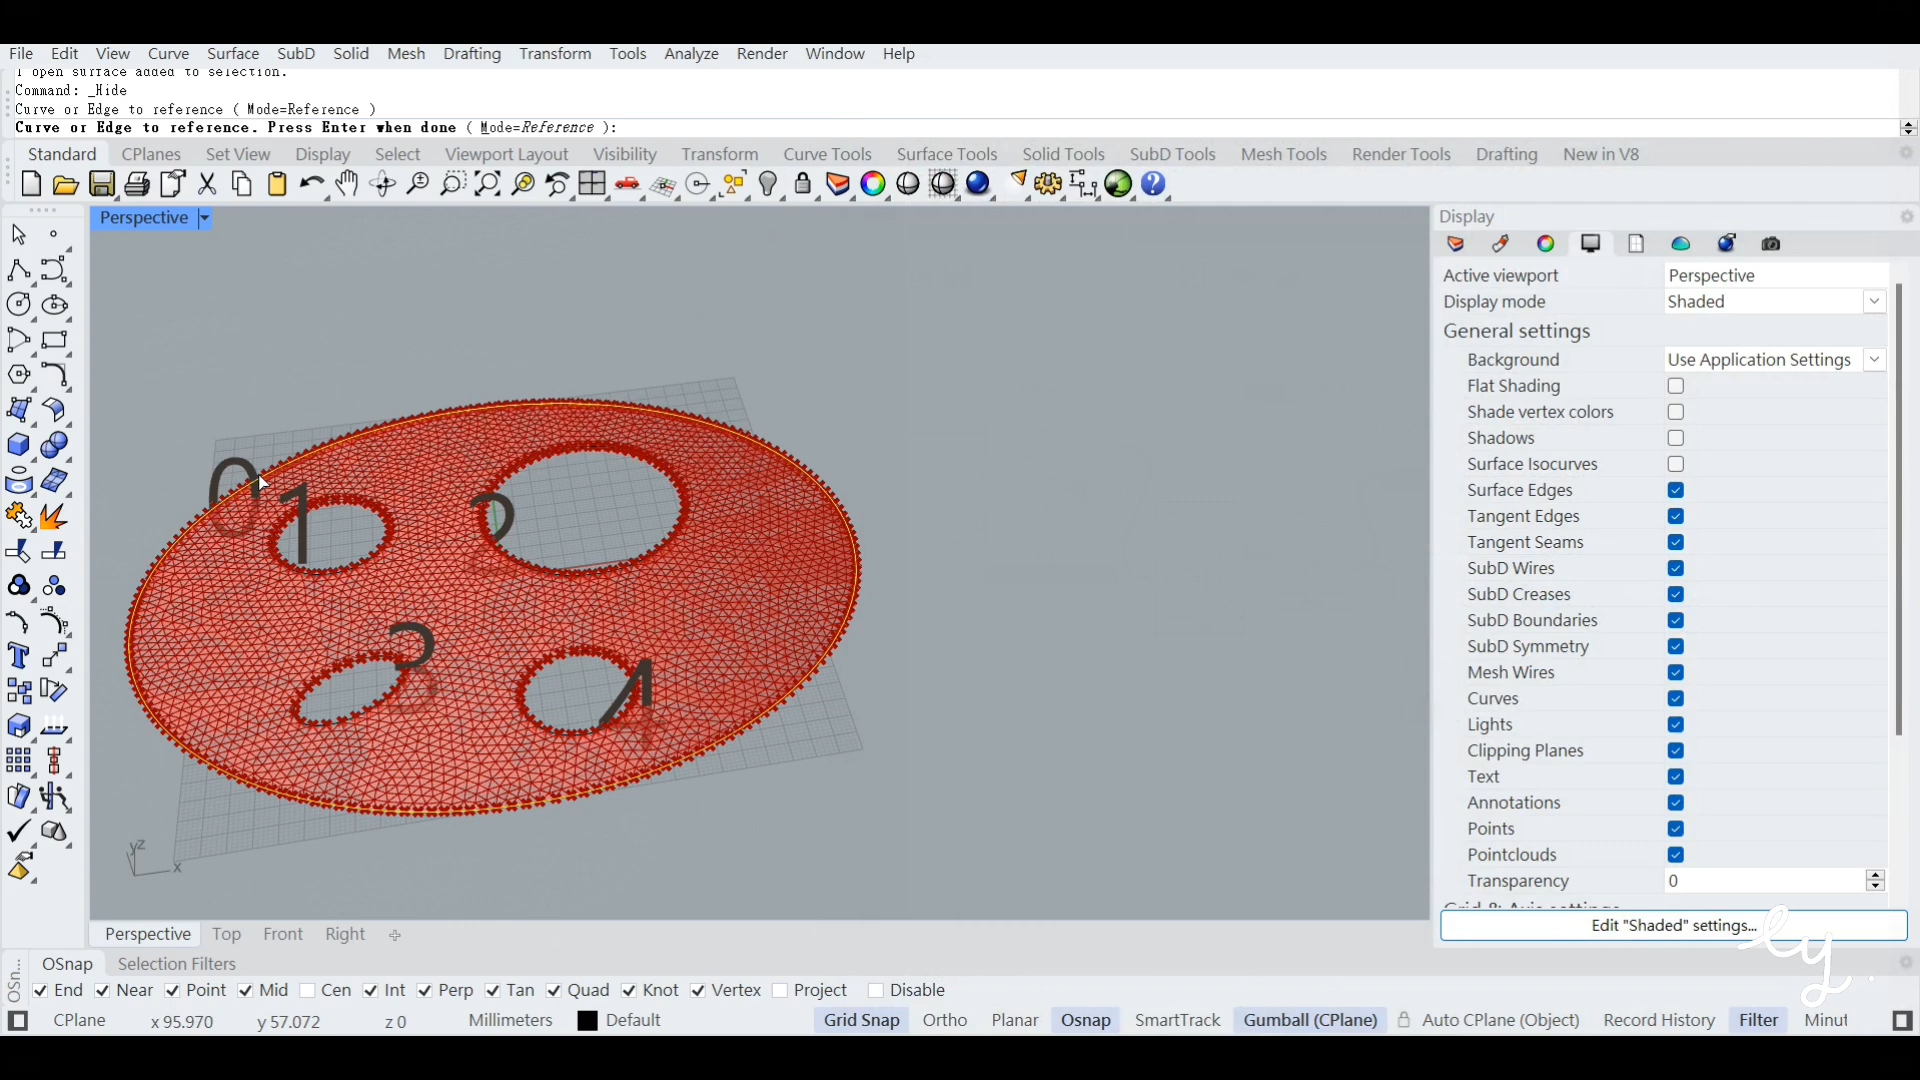 File Edit View Curve Surface SubD Solid Mesh Drafting Transform Tools Analyze Render Window Help
1 open surface added to selection.
Command: _Hide
Curve or Edge to reference ( Mode=Reference )
Curve or Edge to reference. Press Enter when done ( Mode=Reference ):
Standard CPlanes Set View Display Select Viewport Layout Visibility Transform Curve Tools Surface Tools Solid Tools SubD Tools Mesh Tools Render Tools Drafting New in V8
Perspective
Display
Active viewport Perspective
Display mode Shaded
General settings
Background Use Application Settings
Flat Shading
Shade vertex colors
Shadows
Surface Isocurves
Surface Edges
Tangent Edges
Tangent Seams
SubD Wires
SubD Creases
SubD Boundaries
SubD Symmetry
Mesh Wires
Curves
Lights
Clipping Planes
Text
Annotations
Points
Pointclouds
Transparency 0
Grid & Axis settings
Edit "Shaded" settings...
0
1
2
3
4
yz
x
Perspective Top Front Right
OSnap Selection Filters
OSn...
End Near Point Mid Cen Int Perp Tan Quad Knot Vertex Project Disable
CPlane x 95.970 y 57.072 z 0 Millimeters Default Grid Snap Ortho Planar Osnap SmartTrack Gumball (CPlane) Auto CPlane (Object) Record History Filter Minut
ly.